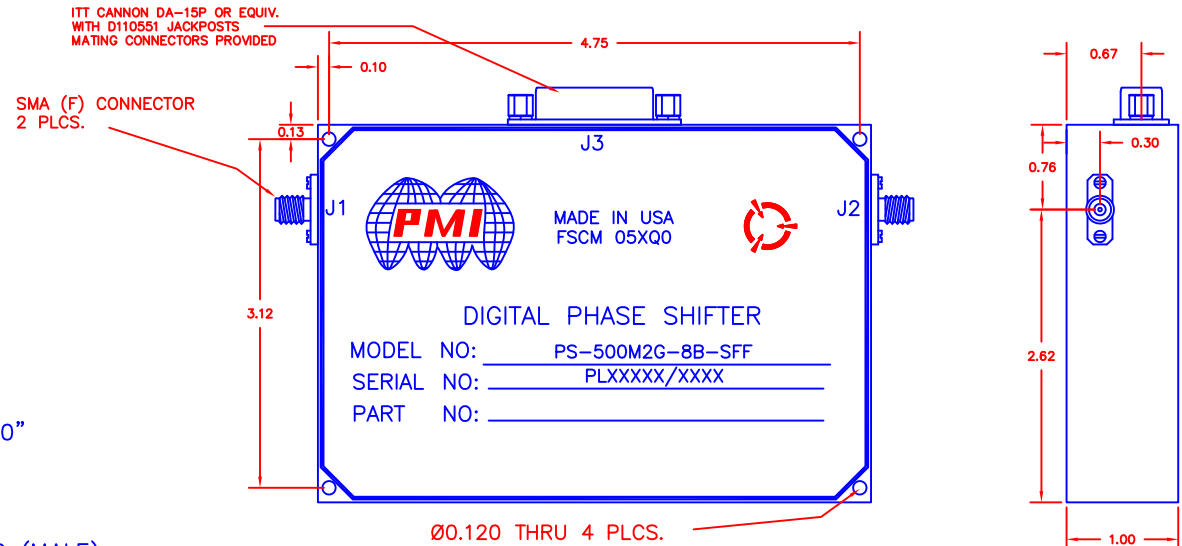 ITT CANNON DA-15P OR EQUIV.
WITH D110551 JACKPOSTS
MATING CONNECTORS PROVIDED
4.75
0.67
0.10
SMA (F) CONNECTOR
2 PLCS.
0.13
J3
0.30
0.76
J1
PMI
MADE IN USA
FSCM 05XQ0
J2
3.12
DIGITAL PHASE SHIFTER
MODEL NO: PS-500M2G-8B-SFF
SERIAL NO: PLXXXXX/XXXX
PART NO:
2.62
0"
Ø0.120 THRU 4 PLCS.
1.00
(MALE)